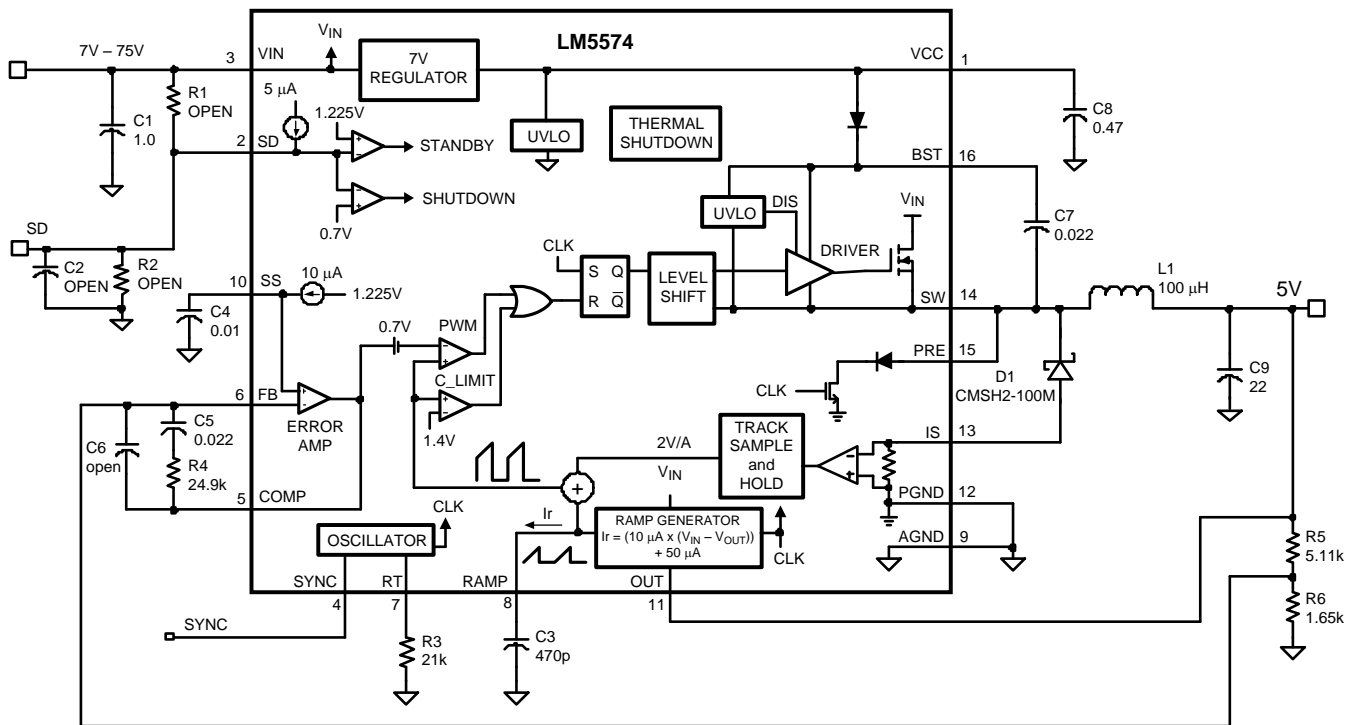 LM5574
7V – 75V
3
VIN
V_IN
7V
REGULATOR
VCC
1
C8
0.47
R1
OPEN
C1
1.0
5 μA
1.225V
STANDBY
2
SD
SHUTDOWN
0.7V
UVLO
THERMAL
SHUTDOWN
BST
16
UVLO
DIS
V_IN
DRIVER
C7
0.022
SD
C2
OPEN
R2
OPEN
10
SS
10 μA
1.225V
C4
0.01
CLK
S Q
R Q̅
LEVEL
SHIFT
SW
14
L1
100 μH
5V
0.7V
PWM
C_LIMIT
1.4V
PRE
15
CLK
D1
CMSH2-100M
C9
22
6
FB
ERROR
AMP
C5
0.022
C6
open
R4
24.9k
5
COMP
2V/A
TRACK
SAMPLE
and
HOLD
IS
13
PGND
12
AGND
9
+
V_IN
CLK
OSCILLATOR
Ir
RAMP GENERATOR
Ir = (10 μA x (V_IN – V_OUT))
+ 50 μA
CLK
R5
5.11k
SYNC
4
RT
7
RAMP
8
OUT
11
R6
1.65k
SYNC
R3
21k
C3
470p